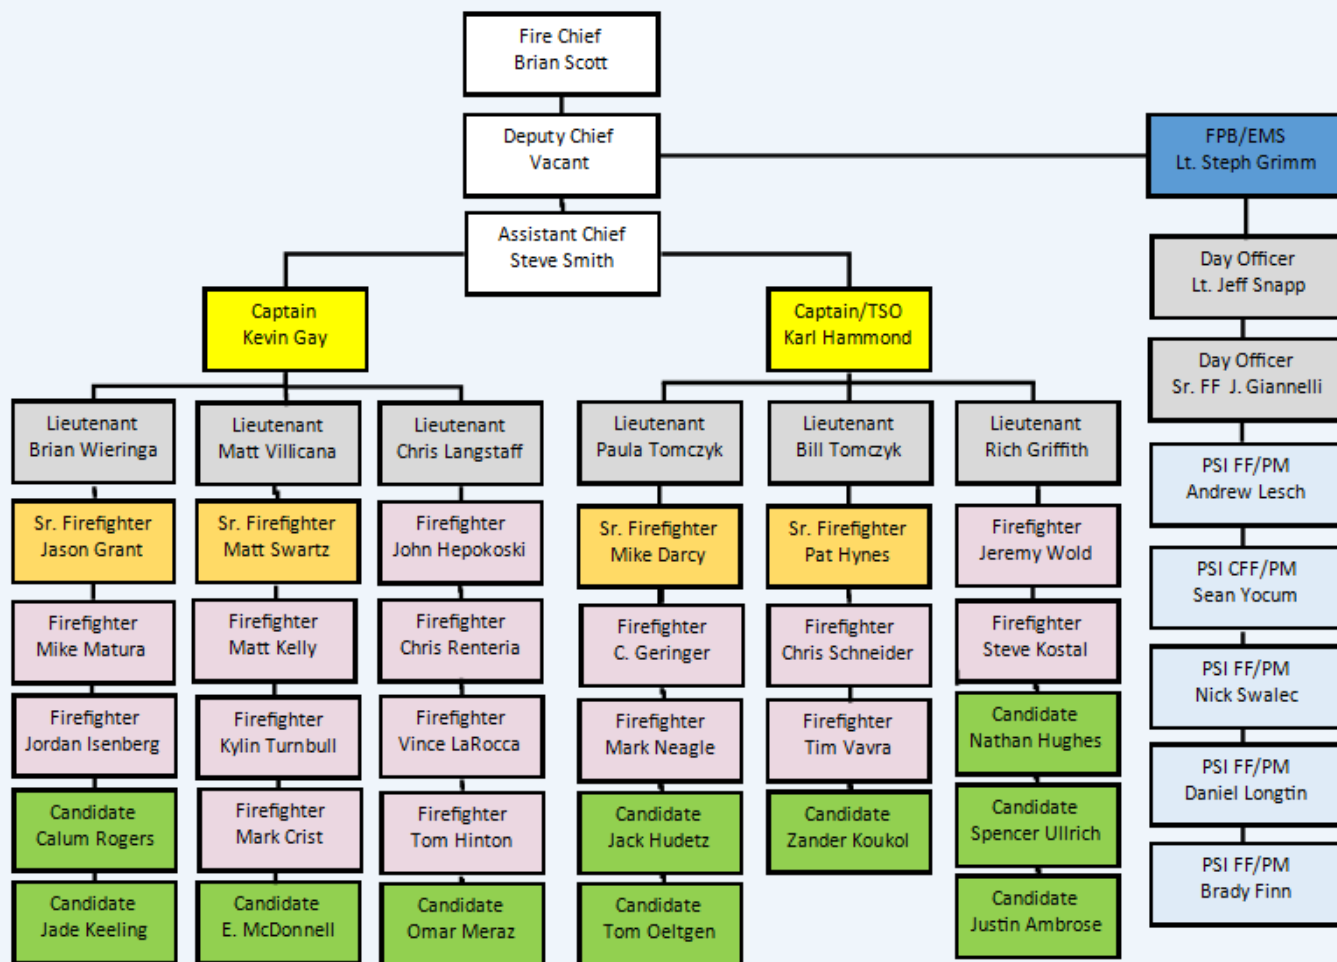 Fire Chief
Brian Scott
Deputy Chief
Vacant
FPB/EMS
Lt. Steph Grimm
Assistant Chief
Steve Smith
Day Officer
Lt. Jeff Snapp
Captain
Kevin Gay
Captain/TSO
Karl Hammond
Day Officer
Sr. FF J. Giannelli
Lieutenant
Brian Wieringa
Sr. Firefighter
Jason Grant
Firefighter
Mike Matura
Firefighter
Jordan Isenberg
Candidate
Calum Rogers
Candidate
Jade Keeling
Lieutenant
Matt Villicana
Sr. Firefighter
Matt Swartz
Firefighter
Matt Kelly
Firefighter
Kylin Turnbull
Firefighter
Mark Crist
Candidate
E. McDonnell
Lieutenant
Chris Langstaff
Firefighter
John Hepokoski
Firefighter
Chris Renteria
Firefighter
Vince LaRocca
Firefighter
Tom Hinton
Candidate
Omar Meraz
Lieutenant
Paula Tomczyk
Sr. Firefighter
Mike Darcy
Firefighter
C. Geringer
Firefighter
Mark Neagle
Candidate
Jack Hudetz
Candidate
Tom Oeltgen
Lieutenant
Bill Tomczyk
Sr. Firefighter
Pat Hynes
Firefighter
Chris Schneider
Firefighter
Tim Vavra
Candidate
Zander Koukol
Lieutenant
Rich Griffith
Firefighter
Jeremy Wold
Firefighter
Steve Kostal
Candidate
Nathan Hughes
Candidate
Spencer Ullrich
Candidate
Justin Ambrose
PSI FF/PM
Andrew Lesch
PSI CFF/PM
Sean Yocum
PSI FF/PM
Nick Swalec
PSI FF/PM
Daniel Longtin
PSI FF/PM
Brady Finn